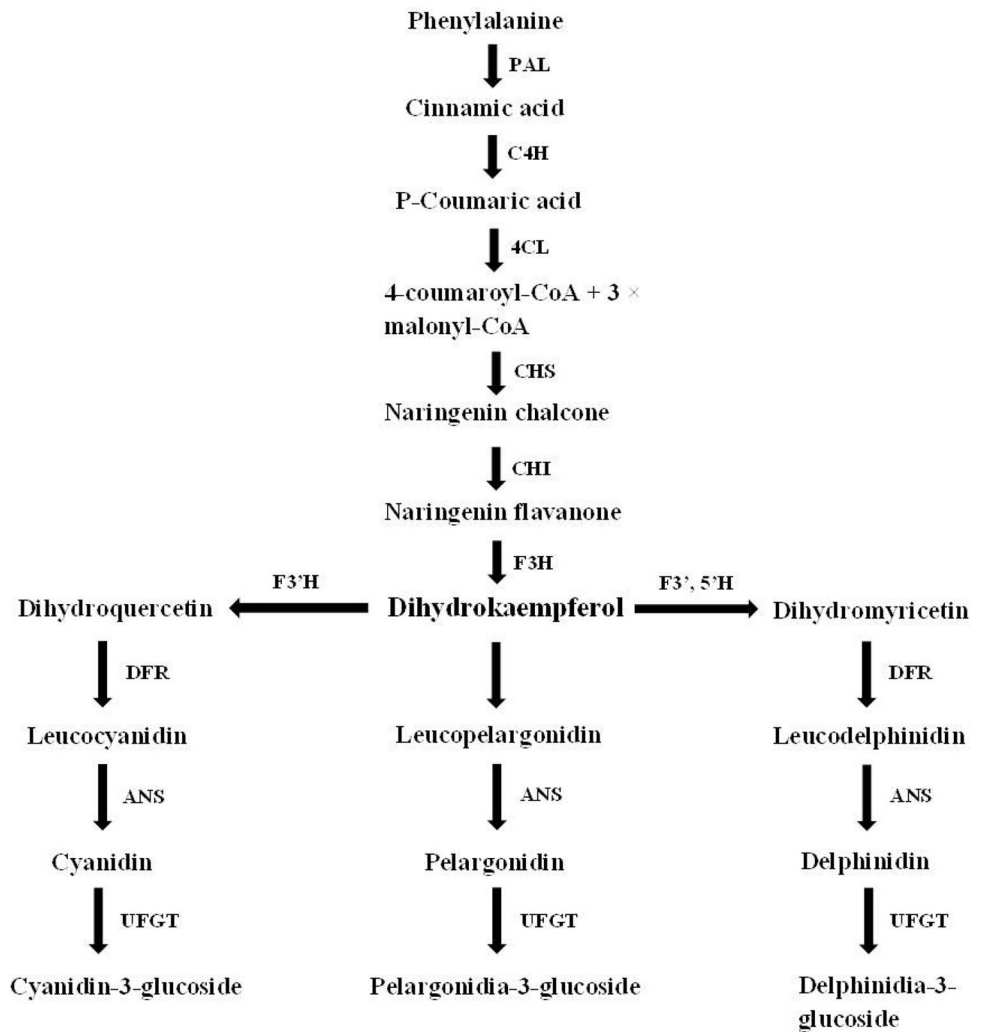 Phenylalanine
PAL
Cinnamic acid
C4H
P-Coumaric acid
4CL
4-coumaroyl-CoA + 3 ×
malonyl-CoA
CHS
Naringenin chalcone
CHI
Naringenin flavanone
F3H
F3'H
F3', 5'H
Dihydroquercetin
Dihydrokaempferol
Dihydromyricetin
DFR
DFR
Leucocyanidin
Leucopelargonidin
Leucodelphinidin
ANS
ANS
ANS
Cyanidin
Pelargonidin
Delphinidin
UFGT
UFGT
UFGT
Cyanidin-3-glucoside
Pelargonidia-3-glucoside
Delphinidia-3-
glucoside